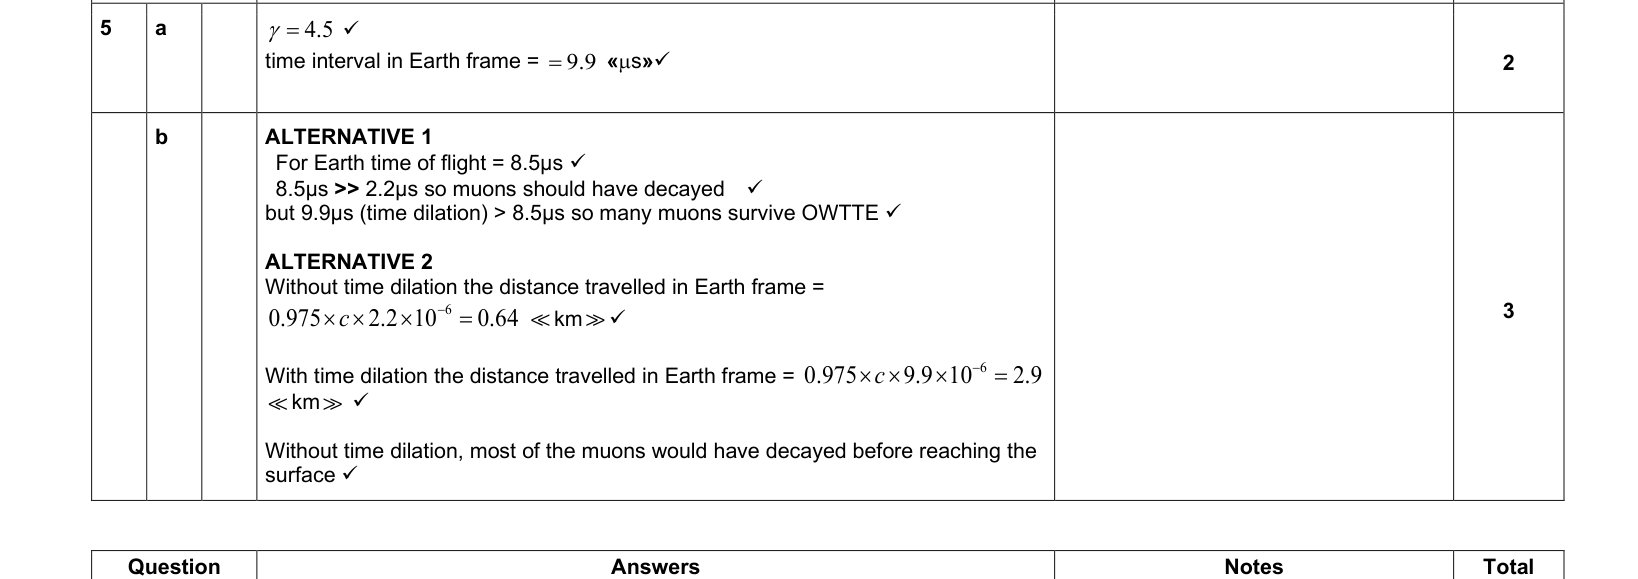 5 a γ = 4.5 ✓
time interval in Earth frame = = 9.9 «µs»✓
2
b ALTERNATIVE 1
For Earth time of flight = 8.5µs ✓
8.5µs >> 2.2µs so muons should have decayed ✓
but 9.9µs (time dilation) > 8.5µs so many muons survive OWTTE ✓
ALTERNATIVE 2
Without time dilation the distance travelled in Earth frame =
0.975×c×2.2×10⁻⁶ = 0.64 ≪km≫ ✓
3
With time dilation the distance travelled in Earth frame = 0.975×c×9.9×10⁻⁶ = 2.9
≪km≫ ✓
Without time dilation, most of the muons would have decayed before reaching the
surface ✓
Question Answers Notes Total